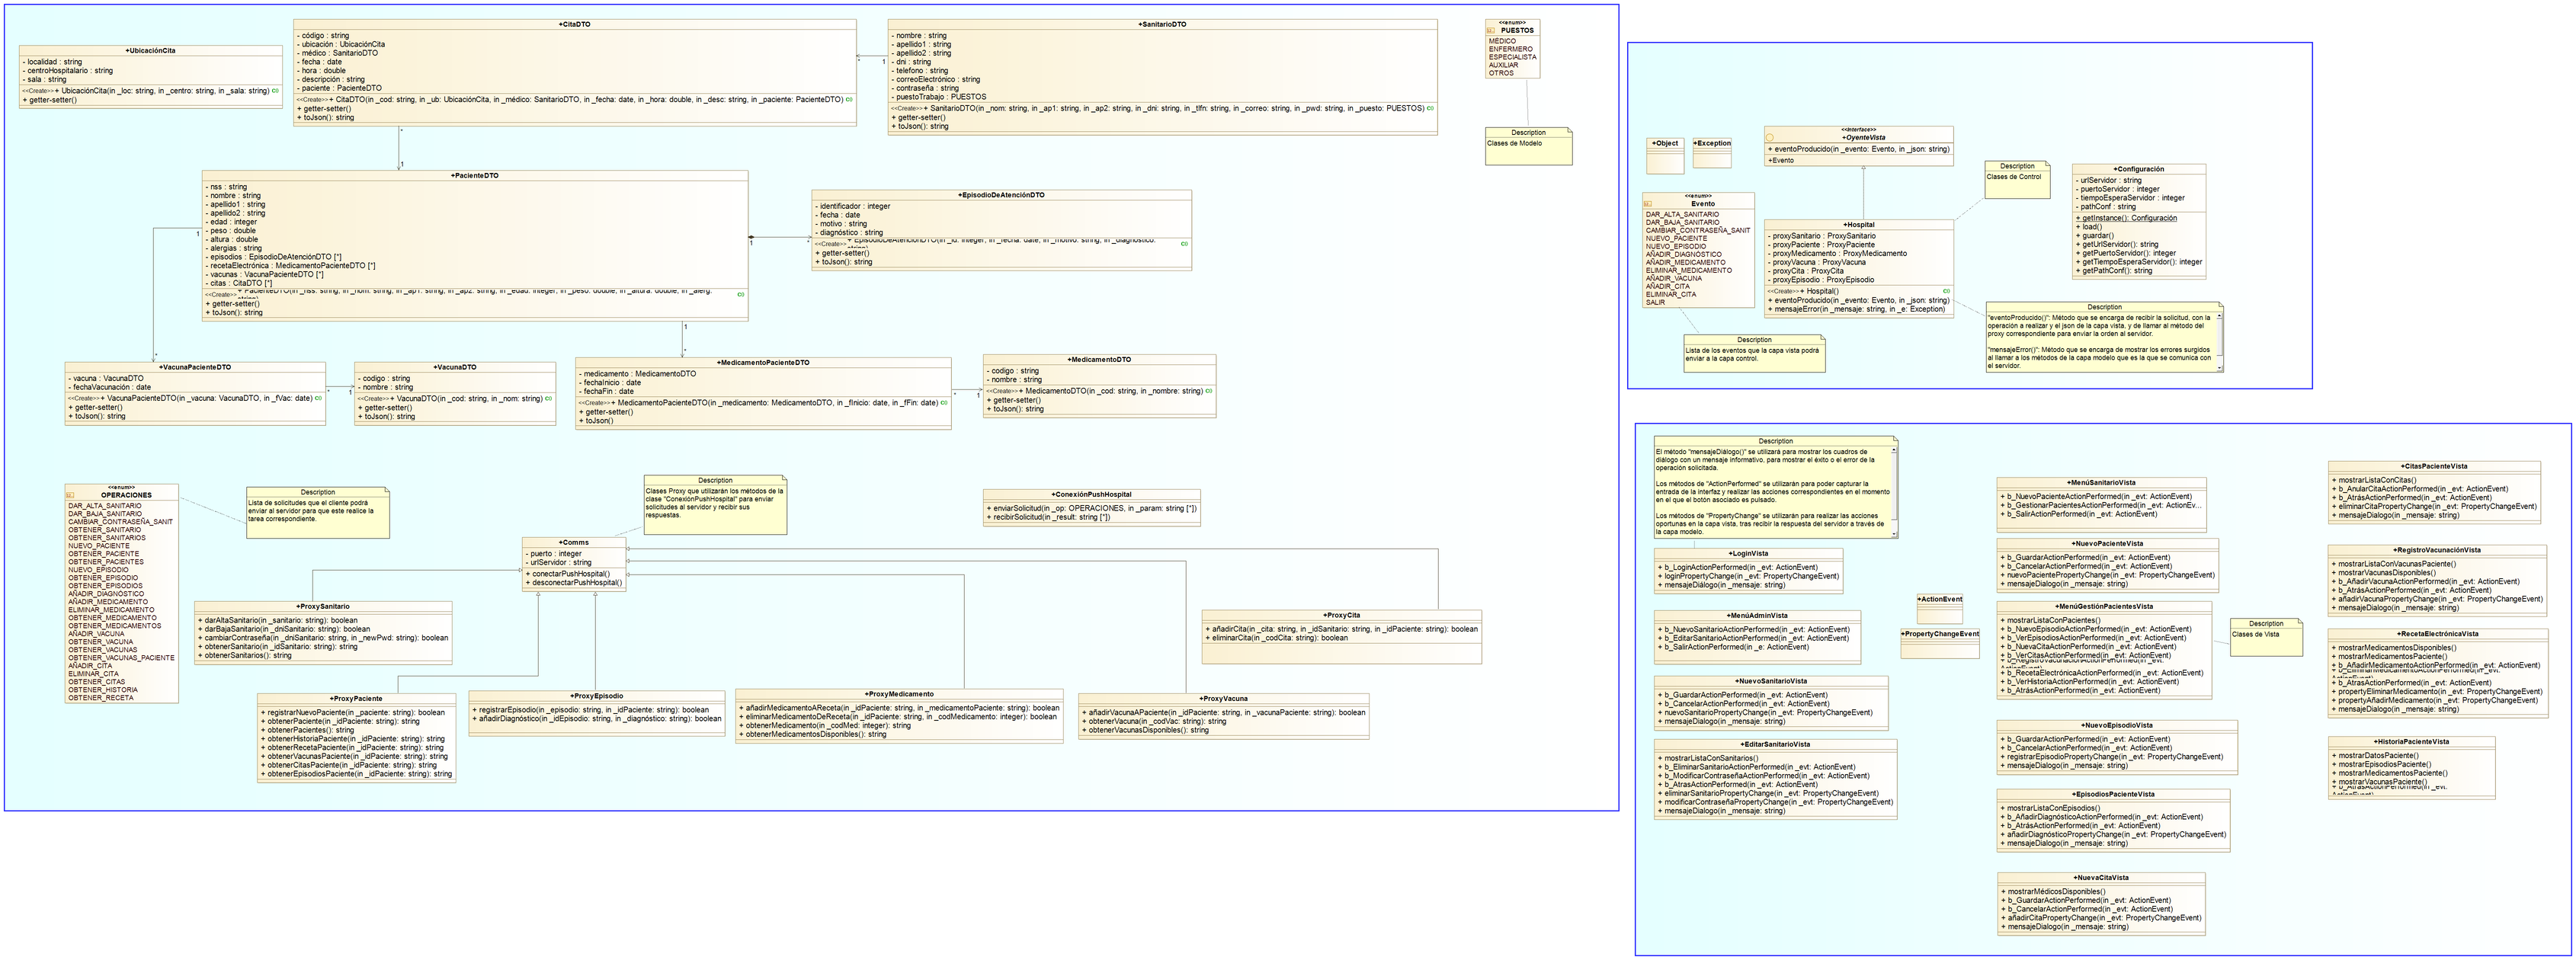 +UbicaciónCita
- localidad : string
- centroHospitalario : string
- sala : string
<<Create>> + UbicaciónCita(in _loc: string, in _centro: string, in _sala: string)
+ getter-setter()
+CitaDTO
- código : string
- ubicación : UbicaciónCita
- médico : SanitarioDTO
- fecha : date
- hora : double
- descripción : string
- paciente : PacienteDTO
<<Create>> + CitaDTO(in _cod: string, in _ub: UbicaciónCita, in _médico: SanitarioDTO, in _fecha: date, in _hora: double, in _desc: string, in _paciente: PacienteDTO)
+ getter-setter()
+ toJson(): string
*
1
+SanitarioDTO
- nombre : string
- apellido1 : string
- apellido2 : string
- dni : string
- telefono : string
- correoElectrónico : string
- contraseña : string
- puestoTrabajo : PUESTOS
<<Create>> + SanitarioDTO(in _nom: string, in _ap1: string, in _ap2: string, in _dni: string, in _tlfn: string, in _correo: string, in _pwd: string, in _puesto: PUESTOS)
+ getter-setter()
+ toJson(): string
<<enum>>
PUESTOS
MEDICO
ENFERMERO
ESPECIALISTA
AUXILIAR
OTROS
Description
Clases de Modelo
*
1
+PacienteDTO
- nss : string
- nombre : string
- apellido1 : string
- apellido2 : string
- edad : integer
- peso : double
- altura : double
- alergias : string
- episodios : EpisodioDeAtenciónDTO [*]
- recetaElectrónica : MedicamentoPacienteDTO [*]
- vacunas : VacunaPacienteDTO [*]
- citas : CitaDTO [*]
<<Create>> + PacienteDTO(in _nss: string, in _nom: string, in _ap1: string, in _ap2: string, in _edad: integer, in _peso: double, in _altura: double, in _alerg:
string)
+ getter-setter()
+ toJson(): string
1
*
+EpisodioDeAtenciónDTO
- identificador : integer
- fecha : date
- motivo : string
- diagnóstico : string
<<Create>> + EpisodioDeAtenciónDTO(in _id: integer, in _fecha: date, in _motivo: string, in _diagnóstico:
string)
+ getter-setter()
+ toJson(): string
1
*
1
*
+VacunaPacienteDTO
- vacuna : VacunaDTO
- fechaVacunación : date
<<Create>> + VacunaPacienteDTO(in _vacuna: VacunaDTO, in _fVac: date)
+ getter-setter()
+ toJson(): string
*
1
+VacunaDTO
- codigo : string
- nombre : string
<<Create>> + VacunaDTO(in _cod: string, in _nom: string)
+ getter-setter()
+ toJson(): string
+MedicamentoPacienteDTO
- medicamento : MedicamentoDTO
- fechaInicio : date
- fechaFin : date
<<Create>> + MedicamentoPacienteDTO(in _medicamento: MedicamentoDTO, in _fInicio: date, in _fFin: date)
+ getter-setter()
+ toJson()
*
1
+MedicamentoDTO
- codigo : string
- nombre : string
<<Create>> + MedicamentoDTO(in _cod: string, in _nombre: string)
+ getter-setter()
+ toJson(): string
<<enum>>
OPERACIONES
DAR_ALTA_SANITARIO
DAR_BAJA_SANITARIO
CAMBIAR_CONTRASEÑA_SANIT
OBTENER_SANITARIO
OBTENER_SANITARIOS
NUEVO_PACIENTE
OBTENER_PACIENTE
OBTENER_PACIENTES
NUEVO_EPISODIO
OBTENER_EPISODIO
OBTENER_EPISODIOS
AÑADIR_DIAGNÓSTICO
AÑADIR_MEDICAMENTO
ELIMINAR_MEDICAMENTO
OBTENER_MEDICAMENTO
OBTENER_MEDICAMENTOS
AÑADIR_VACUNA
OBTENER_VACUNA
OBTENER_VACUNAS
OBTENER_VACUNAS_PACIENTE
AÑADIR_CITA
ELIMINAR_CITA
OBTENER_CITAS
OBTENER_HISTORIA
OBTENER_RECETA
Description
Lista de solicitudes que el cliente podrá
enviar al servidor para que este realice la
tarea correspondiente.
Description
Clases Proxy que utilizarán los métodos de la
clase "ConexiónPushHospital" para enviar
solicitudes al servidor y recibir sus
respuestas.
+ConexiónPushHospital
+ enviarSolicitud(in _op: OPERACIONES, in _param: string [*])
+ recibirSolicitud(in _result: string [*])
+Comms
- puerto : integer
- urlServidor : string
+ conectarPushHospital()
+ desconectarPushHospital()
+ProxySanitario
+ darAltaSanitario(in _sanitario: string): boolean
+ darBajaSanitario(in _dniSanitario: string): boolean
+ cambiarContraseña(in _dniSanitario: string, in _newPwd: string): boolean
+ obtenerSanitario(in _idSanitario: string): string
+ obtenerSanitarios(): string
+ProxyCita
+ añadirCita(in _cita: string, in _idSanitario: string, in _idPaciente: string): boolean
+ eliminarCita(in _codCita: string): boolean
+ProxyPaciente
+ registrarNuevoPaciente(in _paciente: string): boolean
+ obtenerPaciente(in _idPaciente: string): string
+ obtenerPacientes(): string
+ obtenerHistoriaPaciente(in _idPaciente: string): string
+ obtenerRecetaPaciente(in _idPaciente: string): string
+ obtenerVacunasPaciente(in _idPaciente: string): string
+ obtenerCitasPaciente(in _idPaciente: string): string
+ obtenerEpisodiosPaciente(in _idPaciente: string): string
+ProxyEpisodio
+ registrarEpisodio(in _episodio: string, in _idPaciente: string): boolean
+ añadirDiagnóstico(in _idEpisodio: string, in _diagnóstico: string): boolean
+ProxyMedicamento
+ añadirMedicamentoAReceta(in _idPaciente: string, in _medicamentoPaciente: string): boolean
+ eliminarMedicamentoDeReceta(in _idPaciente: string, in _codMedicamento: integer): boolean
+ obtenerMedicamento(in _codMed: integer): string
+ obtenerMedicamentosDisponibles(): string
+ProxyVacuna
+ añadirVacunaAPaciente(in _idPaciente: string, in _vacunaPaciente: string): boolean
+ obtenerVacuna(in _codVac: string): string
+ obtenerVacunasDisponibles(): string
+Object
+Exception
<<Interface>>
+OyenteVista
+ eventoProducido(in _evento: Evento, in _json: string)
+Evento
Description
Clases de Control
+Configuración
- urlServidor : string
- puertoServidor : integer
- tiempoEsperaServidor : integer
- pathConf : string
+ getInstance(): Configuración
+ load()
+ guardar()
+ getUrlServidor(): string
+ getPuertoServidor(): integer
+ getTiempoEsperaServidor(): integer
+ getPathConf(): string
<<enum>>
Evento
DAR_ALTA_SANITARIO
DAR_BAJA_SANITARIO
CAMBIAR_CONTRASEÑA_SANIT
NUEVO_PACIENTE
NUEVO_EPISODIO
AÑADIR_DIAGNÓSTICO
AÑADIR_MEDICAMENTO
ELIMINAR_MEDICAMENTO
AÑADIR_VACUNA
AÑADIR_CITA
ELIMINAR_CITA
SALIR
+Hospital
- proxySanitario : ProxySanitario
- proxyPaciente : ProxyPaciente
- proxyMedicamento : ProxyMedicamento
- proxyVacuna : ProxyVacuna
- proxyCita : ProxyCita
- proxyEpisodio : ProxyEpisodio
<<Create>> + Hospital()
+ eventoProducido(in _evento: Evento, in _json: string)
+ mensajeError(in _mensaje: string, in _e: Exception)
Description
Lista de los eventos que la capa vista podrá
enviar a la capa control.
Description
"eventoProducido()": Método que se encarga de recibir la solicitud, con la
operación a realizar y el json de la capa vista, y de llamar al método del
proxy correspondiente para enviar la orden al servidor.
"mensajeError()": Método que se encarga de mostrar los errores surgidos
al llamar a los métodos de la capa modelo que es la que se comunica con
el servidor.
Description
El método "mensajeDiálogo()" se utilizará para mostrar los cuadros de
diálogo con un mensaje informativo, para mostrar el éxito o el error de la
operación solicitada.
Los métodos de "ActionPerformed" se utilizarán para poder capturar la
entrada de la interfaz y realizar las acciones correspondientes en el momento
en el que el botón asociado es pulsado.
Los métodos de "PropertyChange" se utilizarán para realizar las acciones
oportunas en la capa vista, tras recibir la respuesta del servidor a través de
la capa modelo.
+LoginVista
+ b_LoginActionPerformed(in _evt: ActionEvent)
+ loginPropertyChange(in _evt: PropertyChangeEvent)
+ mensajeDiálogo(in _mensaje: string)
+MenúAdminVista
+ b_NuevoSanitarioActionPerformed(in _evt: ActionEvent)
+ b_EditarSanitarioActionPerformed(in _evt: ActionEvent)
+ b_SalirActionPerformed(in _e: ActionEvent)
+NuevoSanitarioVista
+ b_GuardarActionPerformed(in _evt: ActionEvent)
+ b_CancelarActionPerformed(in _evt: ActionEvent)
+ nuevoSanitarioPropertyChange(in _evt: PropertyChangeEvent)
+ mensajeDialogo(in _mensaje: string)
+EditarSanitarioVista
+ mostrarListaConSanitarios()
+ b_EliminarSanitarioActionPerformed(in _evt: ActionEvent)
+ b_ModificarContraseñaActionPerformed(in _evt: ActionEvent)
+ b_AtrasActionPerformed(in _evt: ActionEvent)
+ eliminarSanitarioPropertyChange(in _evt: PropertyChangeEvent)
+ modificarContraseñaPropertyChange(in _evt: PropertyChangeEvent)
+ mensajeDialogo(in _mensaje: string)
+ActionEvent
+PropertyChangeEvent
+MenúSanitarioVista
+ b_NuevoPacienteActionPerformed(in _evt: ActionEvent)
+ b_GestionarPacientesActionPerformed(in _evt: ActionEv...
+ b_SalirActionPerformed(in _evt: ActionEvent)
+NuevoPacienteVista
+ b_GuardarActionPerformed(in _evt: ActionEvent)
+ b_CancelarActionPerformed(in _evt: ActionEvent)
+ nuevoPacientePropertyChange(in _evt: PropertyChangeEvent)
+ mensajeDialogo(in _mensaje: string)
+MenúGestiónPacientesVista
+ mostrarListaConPacientes()
+ b_NuevoEpisodioActionPerformed(in _evt: ActionEvent)
+ b_VerEpisodiosActionPerformed(in _evt: ActionEvent)
+ b_NuevaCitaActionPerformed(in _evt: ActionEvent)
+ b_VerCitasActionPerformed(in _evt: ActionEvent)
+ b_RegistroVacunaciónActionPerformed(in _evt:
ActionEvent)
+ b_RecetaElectrónicaActionPerformed(in _evt: ActionEvent)
+ b_VerHistoriaActionPerformed(in _evt: ActionEvent)
+ b_AtrásActionPerformed(in _evt: ActionEvent)
Description
Clases de Vista
+NuevoEpisodioVista
+ b_GuardarActionPerformed(in _evt: ActionEvent)
+ b_CancelarActionPerformed(in _evt: ActionEvent)
+ registrarEpisodioPropertyChange(in _evt: PropertyChangeEvent)
+ mensajeDialogo(in _mensaje: string)
+EpisodiosPacienteVista
+ mostrarListaConEpisodios()
+ b_AñadirDiagnósticoActionPerformed(in _evt: ActionEvent)
+ b_AtrásActionPerformed(in _evt: ActionEvent)
+ añadirDiagnósticoPropertyChange(in _evt: PropertyChangeEvent)
+ mensajeDialogo(in _mensaje: string)
+NuevaCitaVista
+ mostrarMédicosDisponibles()
+ b_GuardarActionPerformed(in _evt: ActionEvent)
+ b_CancelarActionPerformed(in _evt: ActionEvent)
+ añadirCitaPropertyChange(in _evt: PropertyChangeEvent)
+ mensajeDialogo(in _mensaje: string)
+CitasPacienteVista
+ mostrarListaConCitas()
+ b_AnularCitaActionPerformed(in _evt: ActionEvent)
+ b_AtrásActionPerformed(in _evt: ActionEvent)
+ eliminarCitaPropertyChange(in _evt: PropertyChangeEvent)
+ mensajeDialogo(in _mensaje: string)
+RegistroVacunaciónVista
+ mostrarListaConVacunasPaciente()
+ mostrarVacunasDisponibles()
+ b_AñadirVacunaActionPerformed(in _evt: ActionEvent)
+ b_AtrásActionPerformed(in _evt: ActionEvent)
+ añadirVacunaPropertyChange(in _evt: PropertyChangeEvent)
+ mensajeDialogo(in _mensaje: string)
+RecetaElectrónicaVista
+ mostrarMedicamentosDisponibles()
+ mostrarMedicamentosPaciente()
+ b_AñadirMedicamentoActionPerformed(in _evt: ActionEvent)
+ b_EliminarMedicamentoActionPerformed(in _evt:
ActionEvent)
+ b_AtrasActionPerformed(in _evt: ActionEvent)
+ propertyEliminarMedicamento(in _evt: PropertyChangeEvent)
+ propertyAñadirMedicamento(in _evt: PropertyChangeEvent)
+ mensajeDialogo(in _mensaje: string)
+HistoriaPacienteVista
+ mostrarDatosPaciente()
+ mostrarEpisodiosPaciente()
+ mostrarMedicamentosPaciente()
+ mostrarVacunasPaciente()
+ b_AtrasActionPerformed(in _evt:
ActionEvent)